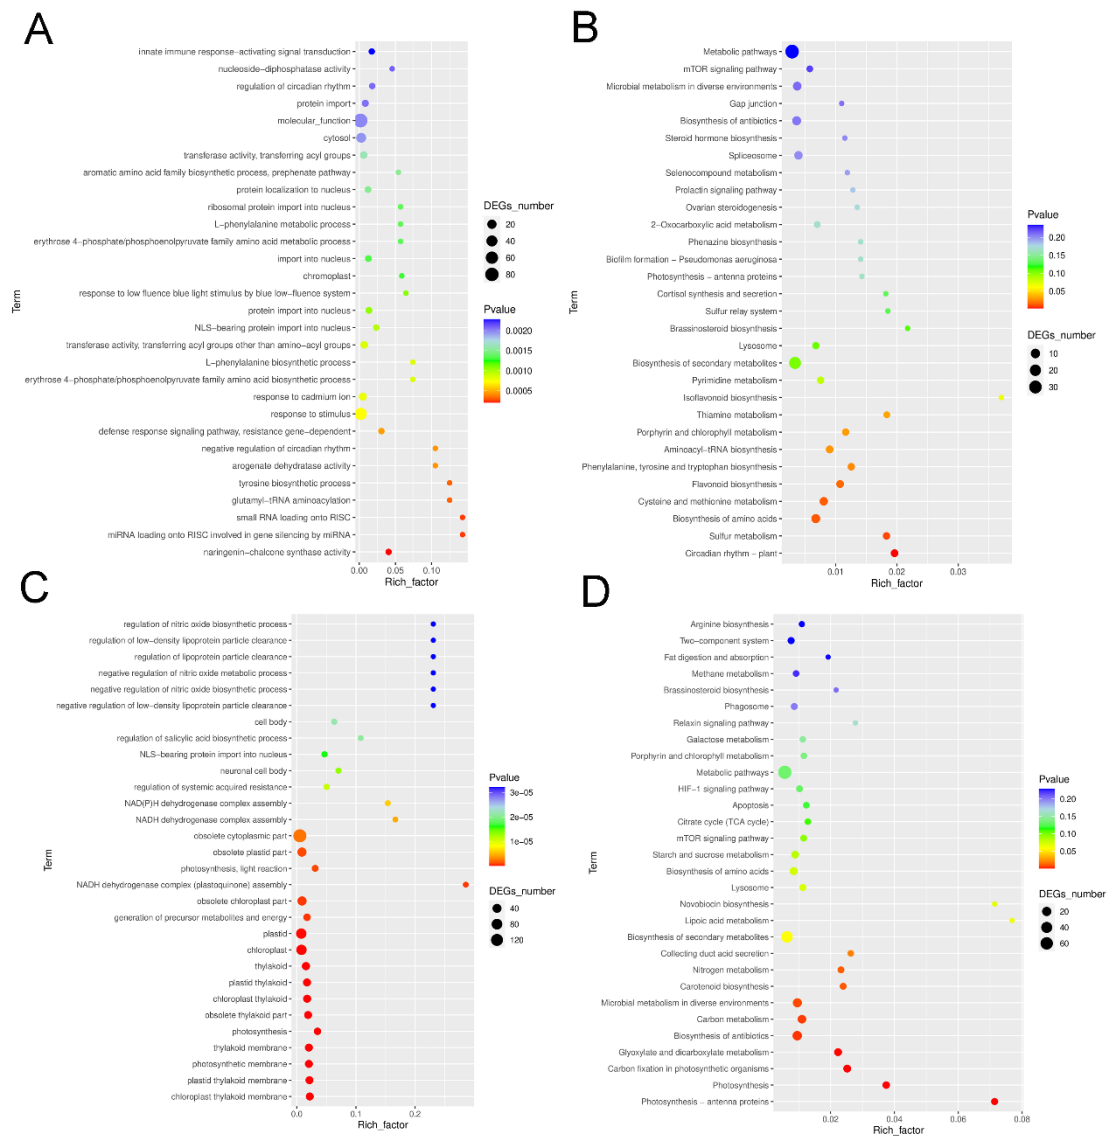 A
innate immune response−activating signal transduction
nucleoside−diphosphatase activity
regulation of circadian rhythm
protein import
molecular_function
cytosol
transferase activity, transferring acyl groups
aromatic amino acid family biosynthetic process, prephenate pathway
protein localization to nucleus
ribosomal protein import into nucleus
L−phenylalanine metabolic process
erythrose 4−phosphate/phosphoenolpyruvate family amino acid metabolic process
import into nucleus
chromoplast
response to low fluence blue light stimulus by blue low−fluence system
protein import into nucleus
NLS−bearing protein import into nucleus
transferase activity, transferring acyl groups other than amino−acyl groups
L−phenylalanine biosynthetic process
erythrose 4−phosphate/phosphoenolpyruvate family amino acid biosynthetic process
response to cadmium ion
response to stimulus
defense response signaling pathway, resistance gene−dependent
negative regulation of circadian rhythm
arogenate dehydratase activity
tyrosine biosynthetic process
glutamyl−tRNA aminoacylation
small RNA loading onto RISC
miRNA loading onto RISC involved in gene silencing by miRNA
naringenin−chalcone synthase activity
Term
0.00 0.05 0.10
Rich_factor
DEGs_number
20
40
60
80
Pvalue
0.0020
0.0015
0.0010
0.0005
B
Metabolic pathways
mTOR signaling pathway
Microbial metabolism in diverse environments
Gap junction
Biosynthesis of antibiotics
Steroid hormone biosynthesis
Spliceosome
Selenocompound metabolism
Prolactin signaling pathway
Ovarian steroidogenesis
2−Oxocarboxylic acid metabolism
Phenazine biosynthesis
Biofilm formation − Pseudomonas aeruginosa
Photosynthesis − antenna proteins
Cortisol synthesis and secretion
Sulfur relay system
Brassinosteroid biosynthesis
Lysosome
Biosynthesis of secondary metabolites
Pyrimidine metabolism
Isoflavonoid biosynthesis
Thiamine metabolism
Porphyrin and chlorophyll metabolism
Aminoacyl−tRNA biosynthesis
Phenylalanine, tyrosine and tryptophan biosynthesis
Flavonoid biosynthesis
Cysteine and methionine metabolism
Biosynthesis of amino acids
Sulfur metabolism
Circadian rhythm − plant
Term
0.01 0.02 0.03
Rich_factor
Pvalue
0.20
0.15
0.10
0.05
DEGs_number
10
20
30
C
regulation of nitric oxide biosynthetic process
regulation of low−density lipoprotein particle clearance
regulation of lipoprotein particle clearance
negative regulation of nitric oxide metabolic process
negative regulation of nitric oxide biosynthetic process
negative regulation of low−density lipoprotein particle clearance
cell body
regulation of salicylic acid biosynthetic process
NLS−bearing protein import into nucleus
neuronal cell body
regulation of systemic acquired resistance
NAD(P)H dehydrogenase complex assembly
NADH dehydrogenase complex assembly
obsolete cytoplasmic part
obsolete plastid part
photosynthesis, light reaction
NADH dehydrogenase complex (plastoquinone) assembly
obsolete chloroplast part
generation of precursor metabolites and energy
plastid
chloroplast
thylakoid
plastid thylakoid
chloroplast thylakoid
obsolete thylakoid part
photosynthesis
thylakoid membrane
photosynthetic membrane
plastid thylakoid membrane
chloroplast thylakoid membrane
Term
0.0 0.1 0.2
Rich_factor
Pvalue
3e−05
2e−05
1e−05
DEGs_number
40
80
120
D
Arginine biosynthesis
Two−component system
Fat digestion and absorption
Methane metabolism
Brassinosteroid biosynthesis
Phagosome
Relaxin signaling pathway
Galactose metabolism
Porphyrin and chlorophyll metabolism
Metabolic pathways
HIF−1 signaling pathway
Apoptosis
Citrate cycle (TCA cycle)
mTOR signaling pathway
Starch and sucrose metabolism
Biosynthesis of amino acids
Lysosome
Novobiocin biosynthesis
Lipoic acid metabolism
Biosynthesis of secondary metabolites
Collecting duct acid secretion
Nitrogen metabolism
Carotenoid biosynthesis
Microbial metabolism in diverse environments
Carbon metabolism
Biosynthesis of antibiotics
Glyoxylate and dicarboxylate metabolism
Carbon fixation in photosynthetic organisms
Photosynthesis
Photosynthesis − antenna proteins
Term
0.02 0.04 0.06 0.08
Rich_factor
Pvalue
0.20
0.15
0.10
0.05
DEGs_number
20
40
60